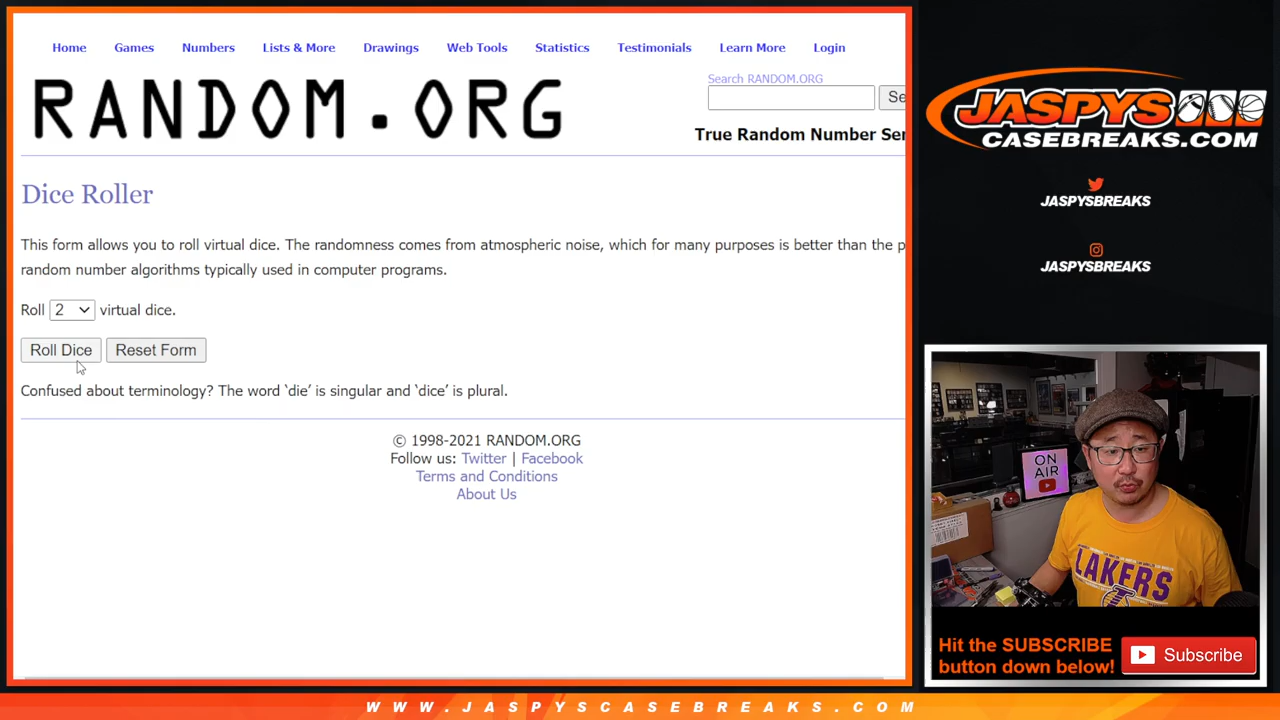 Home Games Numbers Lists & More Drawings Web Tools Statistics Testimonials Learn More Login
RANDOM.ORG
Search RANDOM.ORG
Se
True Random Number Ser
Dice Roller
This form allows you to roll virtual dice. The randomness comes from atmospheric noise, which for many purposes is better than the p
random number algorithms typically used in computer programs.
Roll 2 virtual dice.
Roll Dice Reset Form
Confused about terminology? The word ‘die’ is singular and ‘dice’ is plural.
© 1998-2021 RANDOM.ORG
Follow us: Twitter | Facebook
Terms and Conditions
About Us
JASPYS
CASEBREAKS.COM
JASPYSBREAKS
JASPYSBREAKS
ON
AIR
LAKERS
Hit the SUBSCRIBE
button down below!
Subscribe
WWW.JASPYSCASEBREAKS.COM